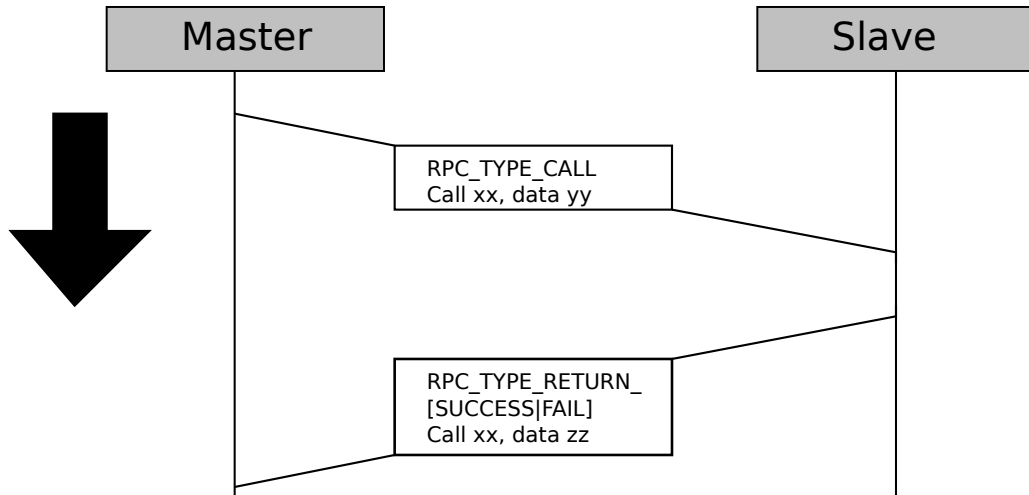 Master
Slave
RPC_TYPE_CALL
Call xx, data yy
RPC_TYPE_RETURN_
[SUCCESS|FAIL]
Call xx, data zz